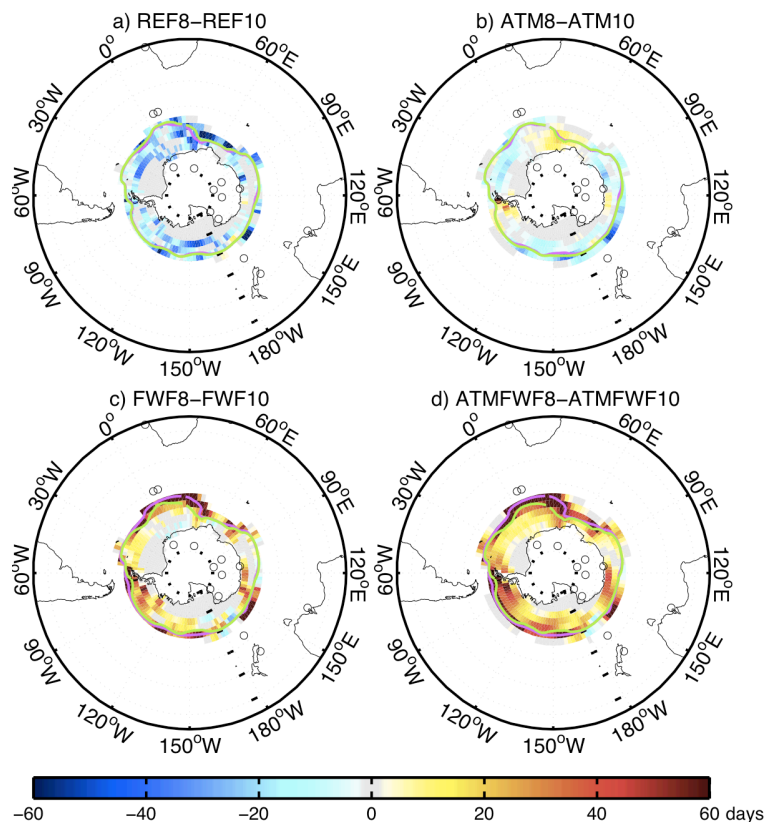 a) REF8−REF10
b) ATM8−ATM10
0°
60°E
0°
60°E
30°W
90°E
30°W
90°E
60°W
120°E
60°W
120°E
90°W
150°E
90°W
150°E
120°W
180°W
120°W
180°W
150°W
150°W
c) FWF8−FWF10
d) ATMFWF8−ATMFWF10
0°
60°E
0°
60°E
30°W
90°E
30°W
90°E
60°W
120°E
60°W
120°E
90°W
150°E
90°W
150°E
120°W
180°W
120°W
180°W
150°W
150°W
−60
−40
−20
0
20
40
60 days